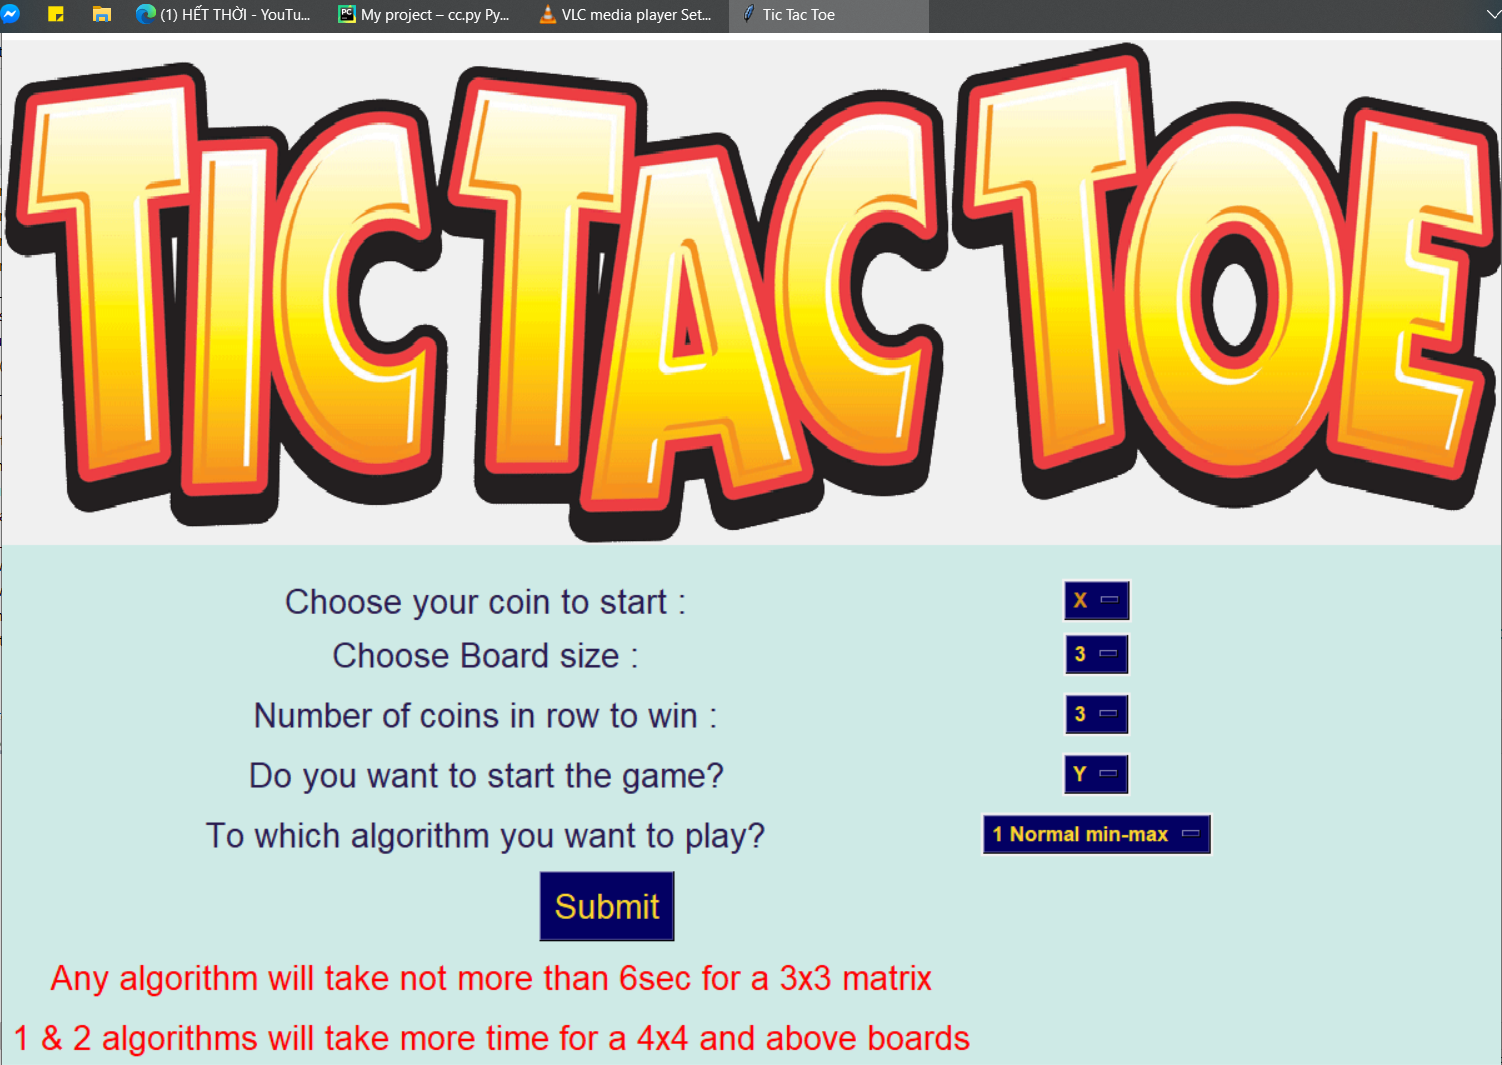 (1) HẾT THỜI - YouTu...
My project – cc.py Py...
VLC media player Set...
Tic Tac Toe
TIC TAC TOE
Choose your coin to start : X
Choose Board size : 3
Number of coins in row to win : 3
Do you want to start the game? Y
To which algorithm you want to play? 1 Normal min-max
Submit
Any algorithm will take not more than 6sec for a 3x3 matrix
1 & 2 algorithms will take more time for a 4x4 and above boards